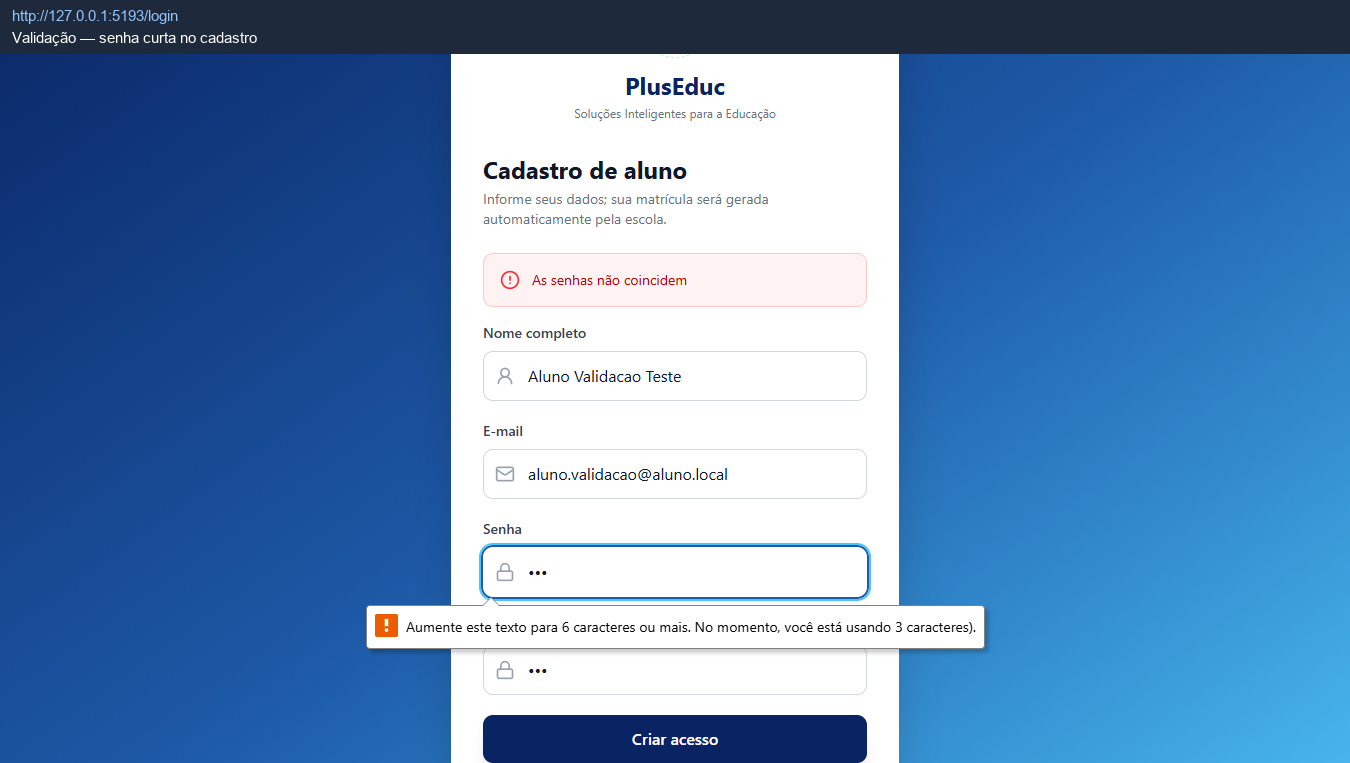 http://127.0.0.1:5193/login
Validação — senha curta no cadastro
PlusEduc
Soluções Inteligentes para a Educação
Cadastro de aluno
Informe seus dados; sua matrícula será gerada
automaticamente pela escola.
As senhas não coincidem
Nome completo
Aluno Validacao Teste
E-mail
aluno.validacao@aluno.local
Senha
•••
Aumente este texto para 6 caracteres ou mais. No momento, você está usando 3 caracteres).
•••
Criar acesso